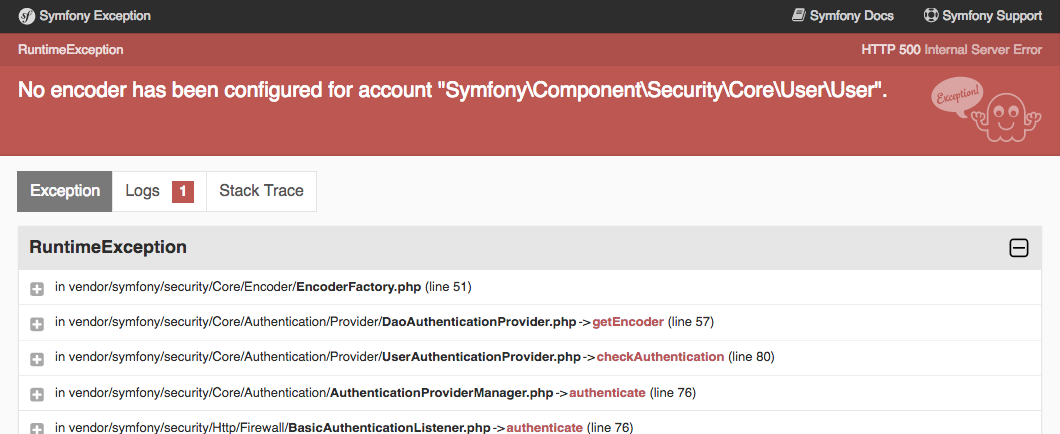 sf Symfony Exception Symfony Docs Symfony Support
RuntimeException HTTP 500 Internal Server Error
No encoder has been configured for account "Symfony\Component\Security\Core\User\User".
Exception!
Exception Logs 1 Stack Trace
RuntimeException
in vendor/symfony/security/Core/Encoder/EncoderFactory.php (line 51)
in vendor/symfony/security/Core/Authentication/Provider/DaoAuthenticationProvider.php->getEncoder (line 57)
in vendor/symfony/security/Core/Authentication/Provider/UserAuthenticationProvider.php->checkAuthentication (line 80)
in vendor/symfony/security/Core/Authentication/AuthenticationProviderManager.php->authenticate (line 76)
in vendor/symfony/security/Http/Firewall/BasicAuthenticationListener.php->authenticate (line 76)